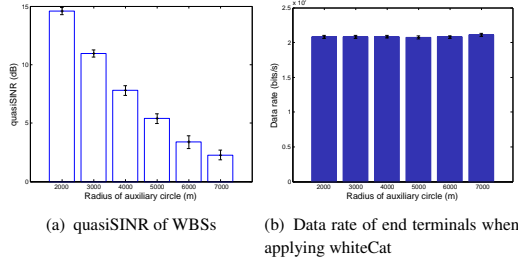 15
10
5
0
quasiSINR (dB)
2000 3000 4000 5000 6000 7000
Radius of auxiliary circle (m)
(a) quasiSINR of WBSs
2.5
2
1.5
1
0.5
0
Data rate (bits/s)
2000 3000 4000 5000 6000 7000
Radius of auxiliary circle (m)
(b) Data rate of end terminals when
applying whiteCat